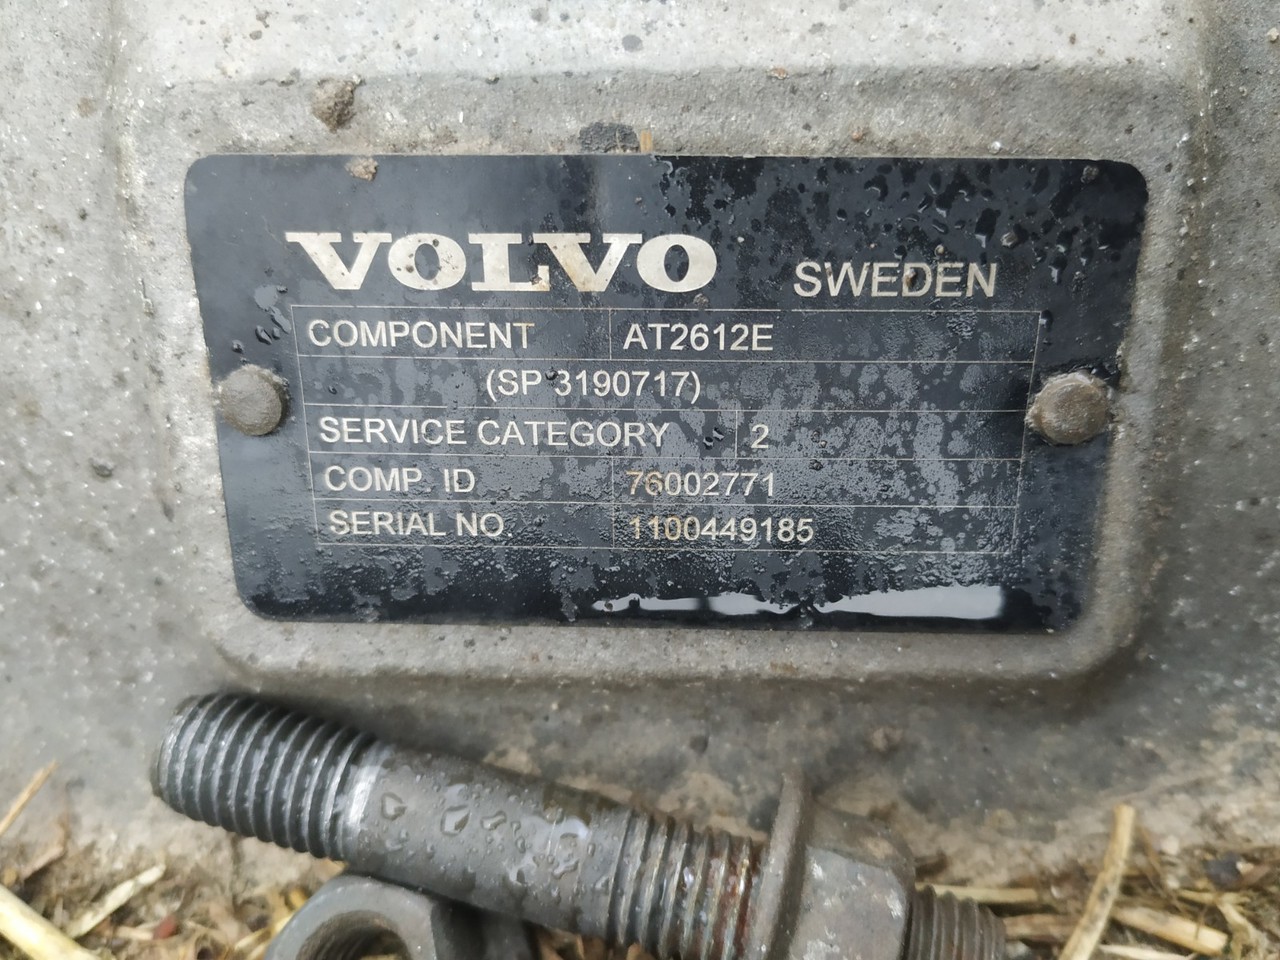 VOLVO SWEDEN
COMPONENT AT2612E
(SP 3190717)
SERVICE CATEGORY 2
COMP. ID 76002771
SERIAL NO. 1100449185